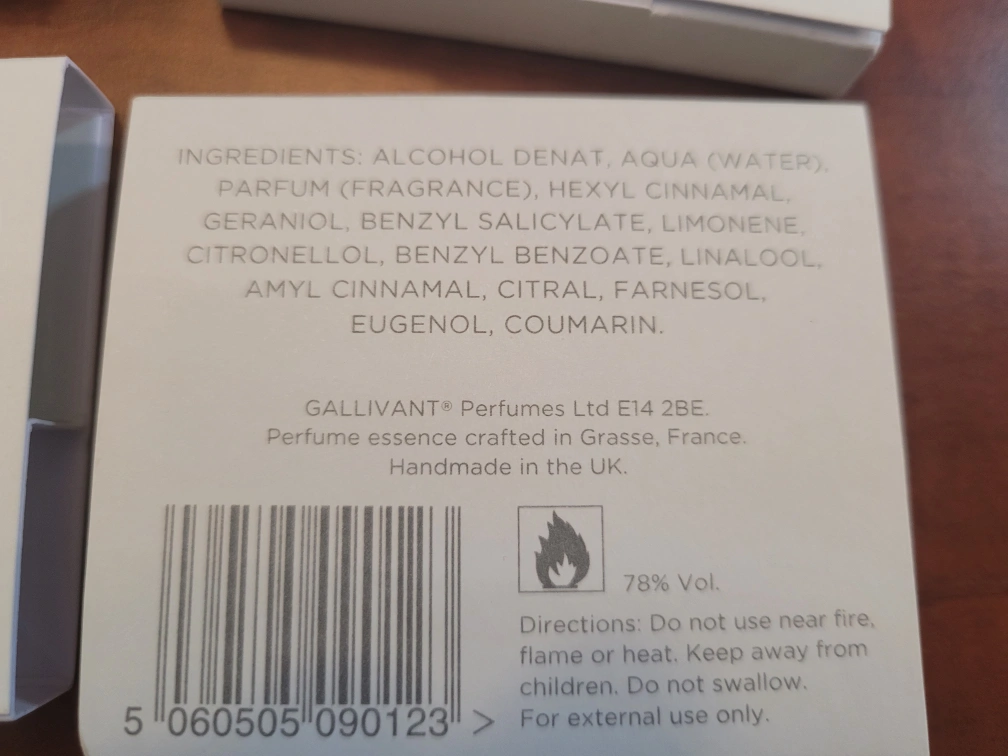 INGREDIENTS: ALCOHOL DENAT, AQUA (WATER),
PARFUM (FRAGRANCE), HEXYL CINNAMAL,
GERANIOL, BENZYL SALICYLATE, LIMONENE,
CITRONELLOL, BENZYL BENZOATE, LINALOOL,
AMYL CINNAMAL, CITRAL, FARNESOL,
EUGENOL, COUMARIN.
GALLIVANT® Perfumes Ltd E14 2BE.
Perfume essence crafted in Grasse, France.
Handmade in the UK.
78% Vol.
Directions: Do not use near fire,
flame or heat. Keep away from
children. Do not swallow.
For external use only.
5 060505 090123 >